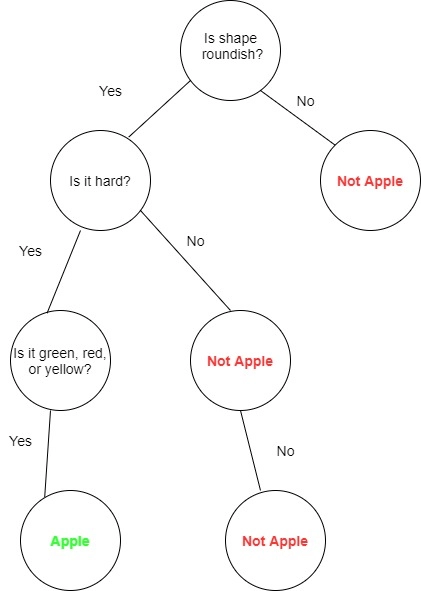 Is shape
roundish?
Yes
No
Is it hard?
Not Apple
Yes
No
Is it green, red,
or yellow?
Not Apple
Yes
No
Apple
Not Apple